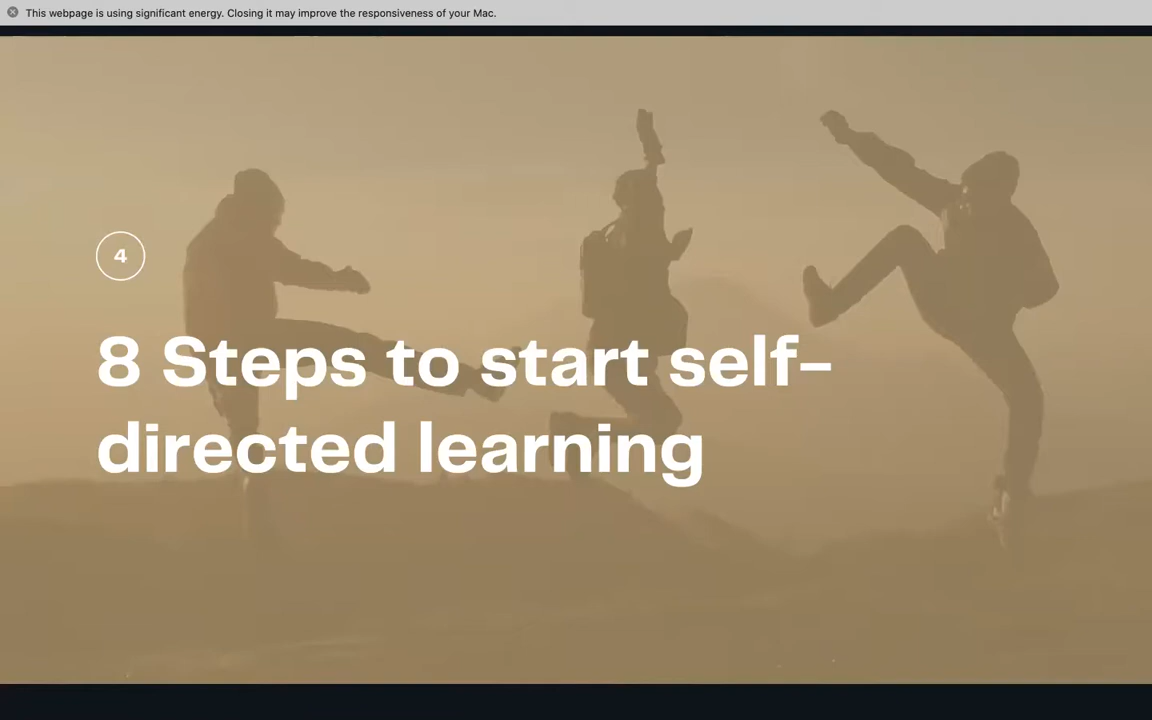 This webpage is using significant energy. Closing it may improve the responsiveness of your Mac.
4
8 Steps to start self-
directed learning